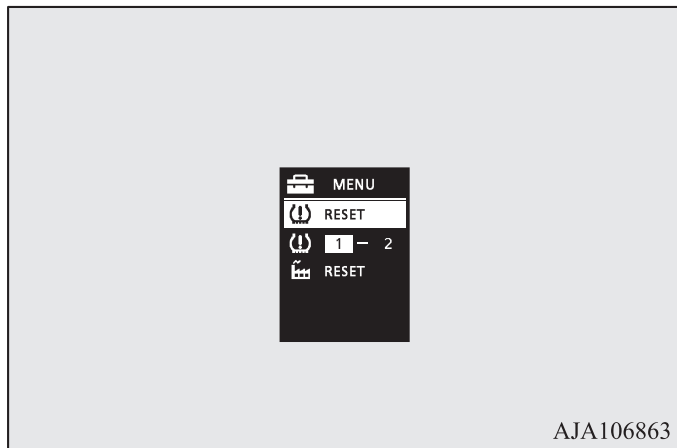 MENU
RESET
1 – 2
RESET
AJA106863